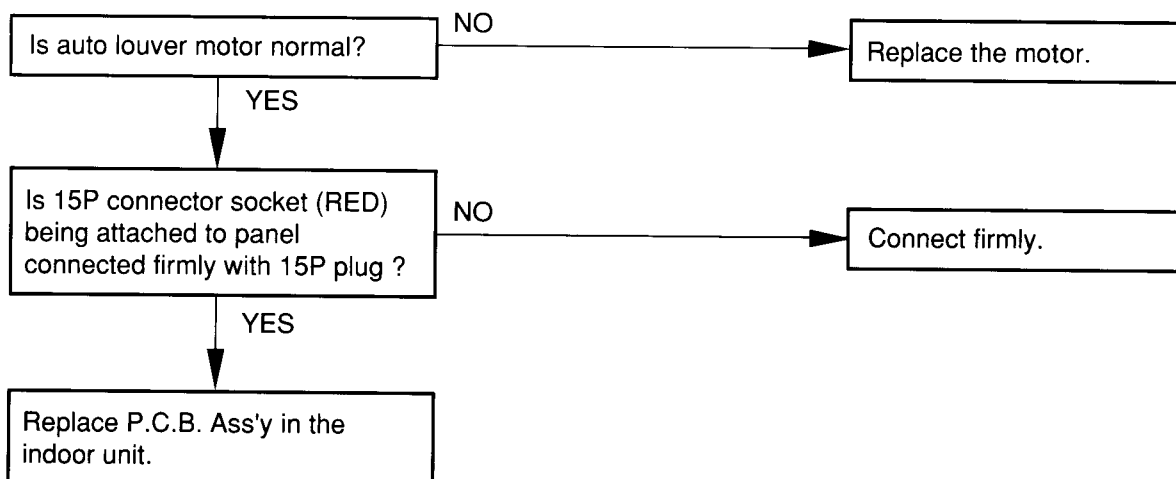 Is auto louver motor normal?
NO
Replace the motor.
YES
Is 15P connector socket (RED)
being attached to panel
connected firmly with 15P plug ?
NO
Connect firmly.
YES
Replace P.C.B. Ass'y in the
indoor unit.